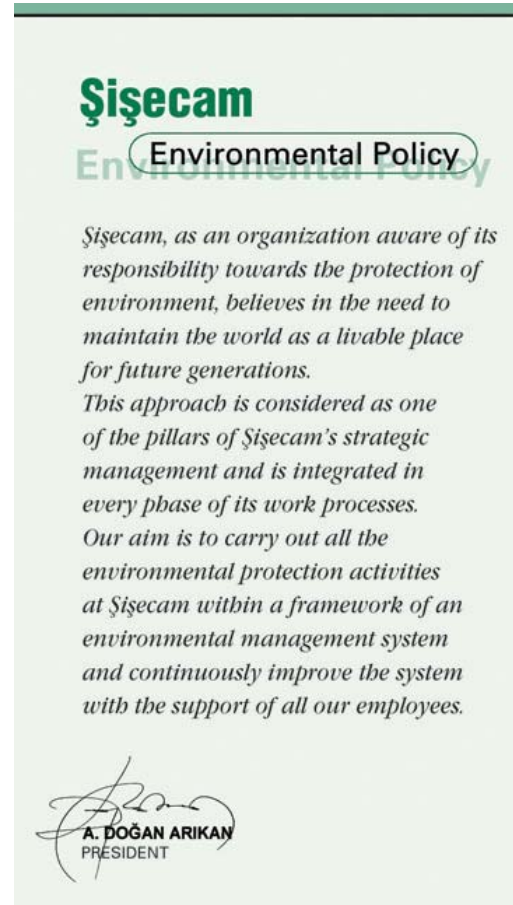 Şişecam
Environmental Policy
Environmental Policy
Şişecam, as an organization aware of its
responsibility towards the protection of
environment, believes in the need to
maintain the world as a livable place
for future generations.
This approach is considered as one
of the pillars of Şişecam's strategic
management and is integrated in
every phase of its work processes.
Our aim is to carry out all the
environmental protection activities
at Şişecam within a framework of an
environmental management system
and continuously improve the system
with the support of all our employees.
A. DOĞAN ARIKAN
PRESIDENT